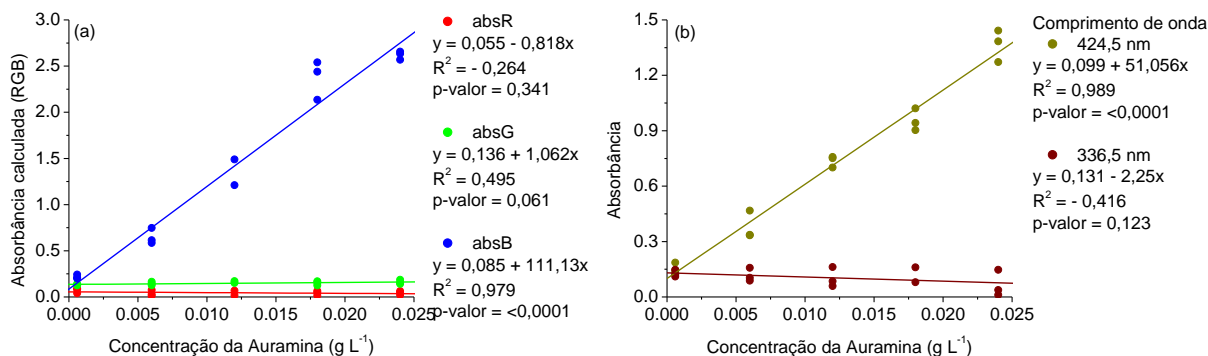 (a)
Absorbância calculada (RGB)
3.0
2.5
2.0
1.5
1.0
0.5
0.0
0.000
0.005
0.010
0.015
0.020
0.025
Concentração da Auramina (g L⁻¹)
absR
y = 0,055 - 0,818x
R² = - 0,264
p-valor = 0,341
absG
y = 0,136 + 1,062x
R² = 0,495
p-valor = 0,061
absB
y = 0,085 + 111,13x
R² = 0,979
p-valor = <0,0001
(b)
Absorbância
1.5
1.2
0.9
0.6
0.3
0.0
0.000
0.005
0.010
0.015
0.020
0.025
Concentração da Auramina (g L⁻¹)
Comprimento de onda
424,5 nm
y = 0,099 + 51,056x
R² = 0,989
p-valor = <0,0001
336,5 nm
y = 0,131 - 2,25x
R² = - 0,416
p-valor = 0,123